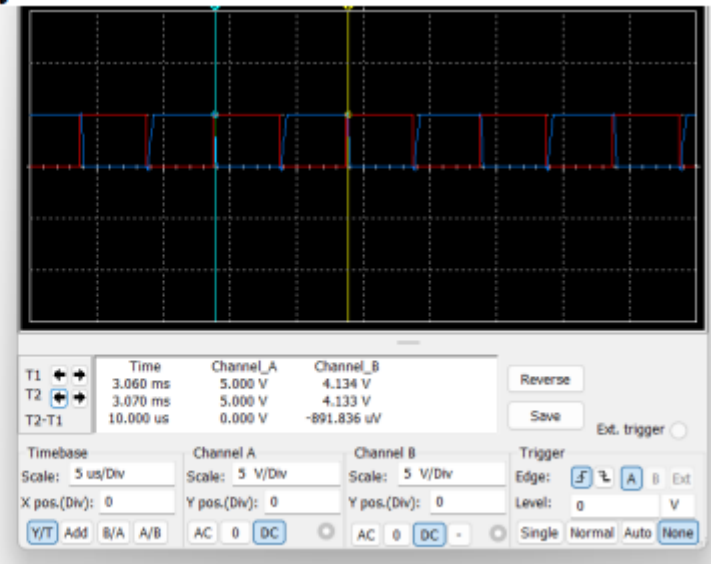 Time Channel_A Channel_B
T1 3.060 ms 5.000 V 4.134 V
T2 3.070 ms 5.000 V 4.133 V
T2-T1 10.000 us 0.000 V -891.836 uV
Reverse
Save
Ext. trigger
Timebase Channel A Channel B Trigger
Scale: 5 us/Div Scale: 5 V/Div Scale: 5 V/Div Edge: A B Ext
X pos.(Div): 0 Y pos.(Div): 0 Y pos.(Div): 0 Level: 0 V
Y/T Add B/A A/B AC 0 DC AC 0 DC - Single Normal Auto None